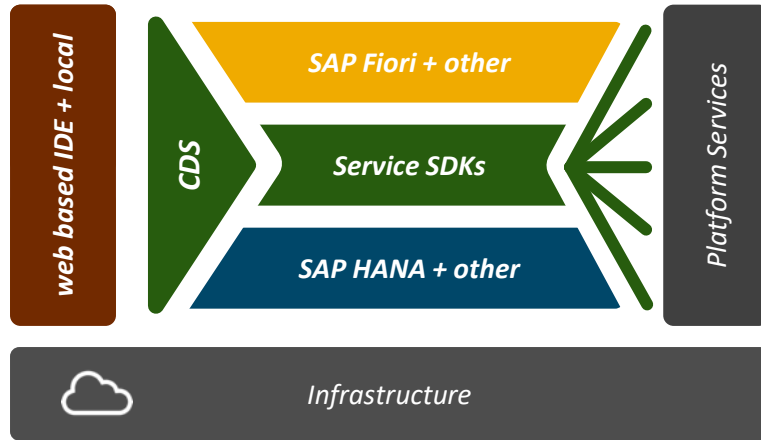 web based IDE + local
CDS
SAP Fiori + other
Service SDKs
SAP HANA + other
Platform Services
Infrastructure